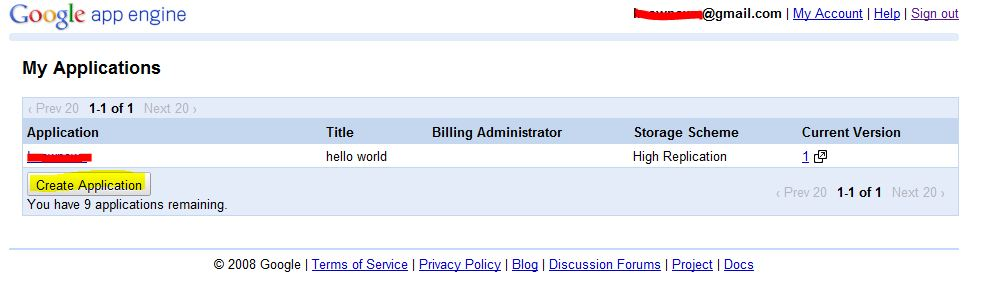 Google app engine
@gmail.com | My Account | Help | Sign out
My Applications
‹ Prev 20 1-1 of 1 Next 20 ›
Application Title Billing Administrator Storage Scheme Current Version
hello world High Replication 1
Create Application
You have 9 applications remaining.
‹ Prev 20 1-1 of 1 Next 20 ›
© 2008 Google | Terms of Service | Privacy Policy | Blog | Discussion Forums | Project | Docs